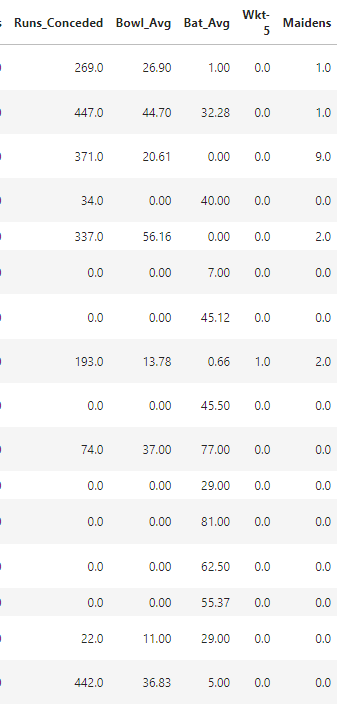 s Runs_Conceded Bowl_Avg Bat_Avg Wkt-5 Maidens
269.0 26.90 1.00 0.0 1.0
447.0 44.70 32.28 0.0 1.0
371.0 20.61 0.00 0.0 9.0
34.0 0.00 40.00 0.0 0.0
337.0 56.16 0.00 0.0 2.0
0.0 0.00 7.00 0.0 0.0
0.0 0.00 45.12 0.0 0.0
193.0 13.78 0.66 1.0 2.0
0.0 0.00 45.50 0.0 0.0
74.0 37.00 77.00 0.0 0.0
0.0 0.00 29.00 0.0 0.0
0.0 0.00 81.00 0.0 0.0
0.0 0.00 62.50 0.0 0.0
0.0 0.00 55.37 0.0 0.0
22.0 11.00 29.00 0.0 0.0
442.0 36.83 5.00 0.0 0.0